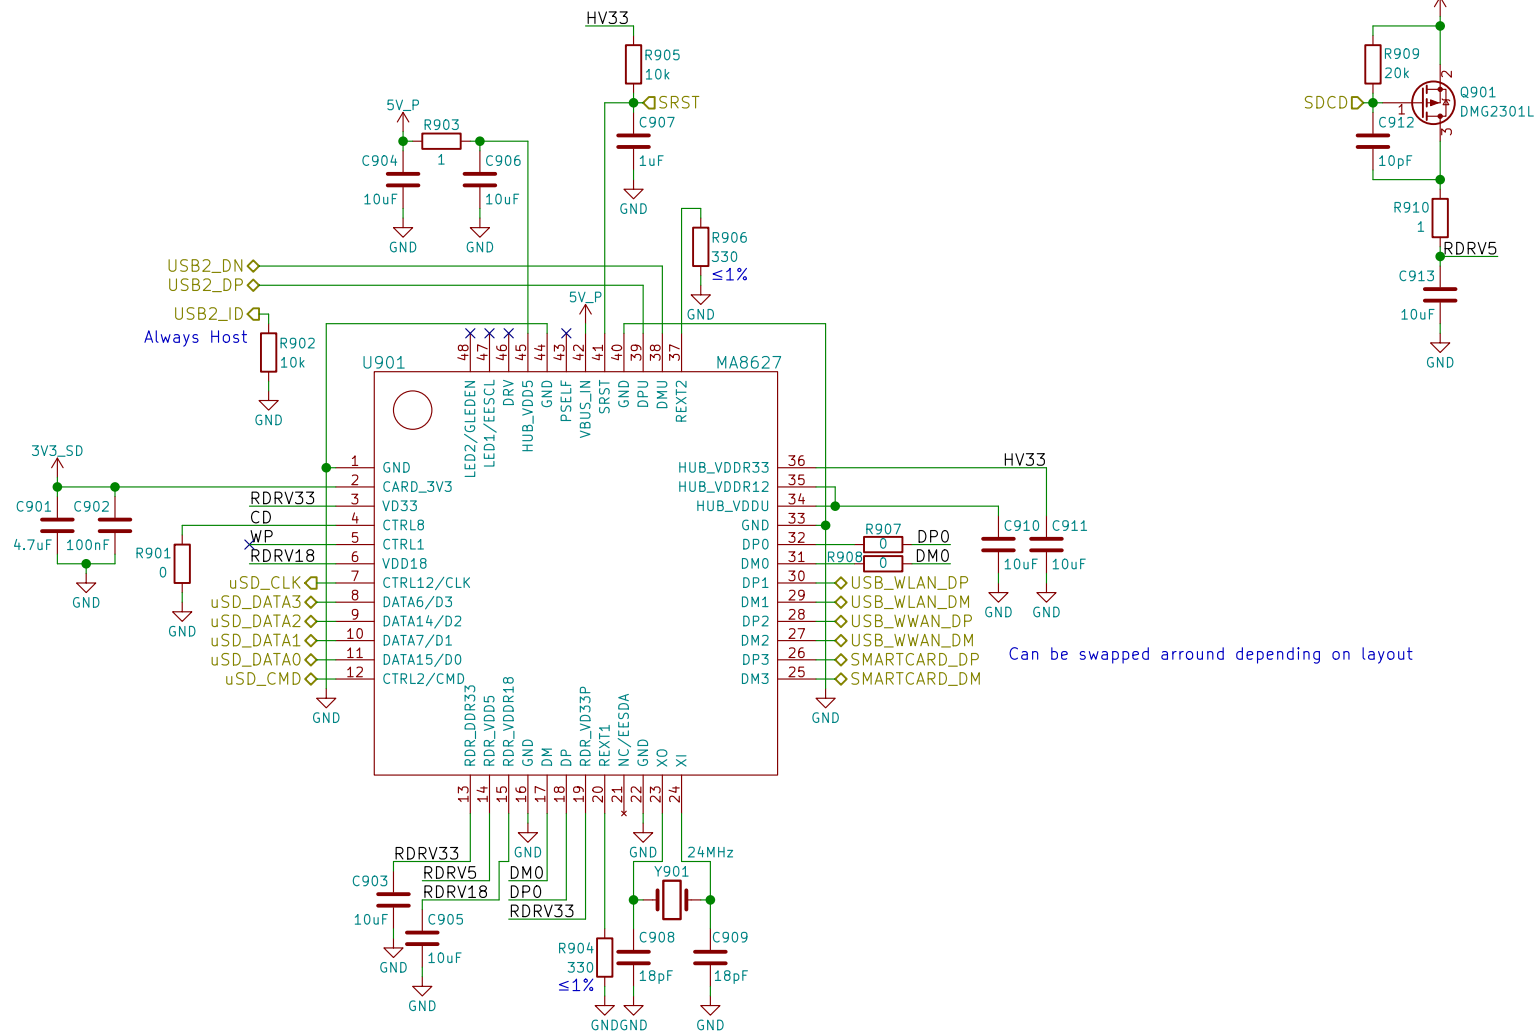 HV33
R905
10k
SRST
C907
1uF
GND
5V_P
R903
1
C904
10uF
GND
C906
10uF
GND
R909
20k
SDCD
2
1
3
Q901
DMG2301L
C912
10pF
R910
1
RDRV5
C913
10uF
GND
R906
330
≤1%
GND
USB2_DN
USB2_DP
USB2_ID
Always Host
R902
10k
GND
5V_P
U901
MA8627
48 LED2/GLEDEN
47 LED1/EESCL
46 DRV
45 HUB_VDD5
44 GND
43 PSELF
42 VBUS_IN
41 SRST
40 GND
39 DPU
38 DMU
37 REXT2
3V3_SD
C901
4.7uF
C902
100nF
GND
R901
0
GND
1 GND
2 CARD_3V3
RDRV33 3 VD33
CD 4 CTRL8
WP 5 CTRL1
RDRV18 6 VDD18
uSD_CLK 7 CTRL12/CLK
uSD_DATA3 8 DATA6/D3
uSD_DATA2 9 DATA14/D2
uSD_DATA1 10 DATA7/D1
uSD_DATA0 11 DATA15/D0
uSD_CMD 12 CTRL2/CMD
GND
HUB_VDDR33 36 HV33
HUB_VDDR12 35
HUB_VDDU 34
GND 33
DP0 32 R907 0 DP0
DM0 31 R908 0 DM0
DP1 30 USB_WLAN_DP
DM1 29 USB_WLAN_DM
DP2 28 USB_WWAN_DP
DM2 27 USB_WWAN_DM
DP3 26 SMARTCARD_DP
DM3 25 SMARTCARD_DM
GND
C910
10uF
GND
C911
10uF
GND
Can be swapped arround depending on layout
RDR_DDR33 13
RDR_VDD5 14
RDR_VDDR18 15
GND 16
DM 17
DP 18
RDR_VD33P 19
REXT1 20
NC/EESDA 21
GND 22
XO 23
XI 24
GND
GND
RDRV33
RDRV5
RDRV18
DM0
DP0
RDRV33
C903
10uF
GND
C905
10uF
GND
24MHz
Y901
R904
330
≤1%
GND
C908
18pF
GND
C909
18pF
GND